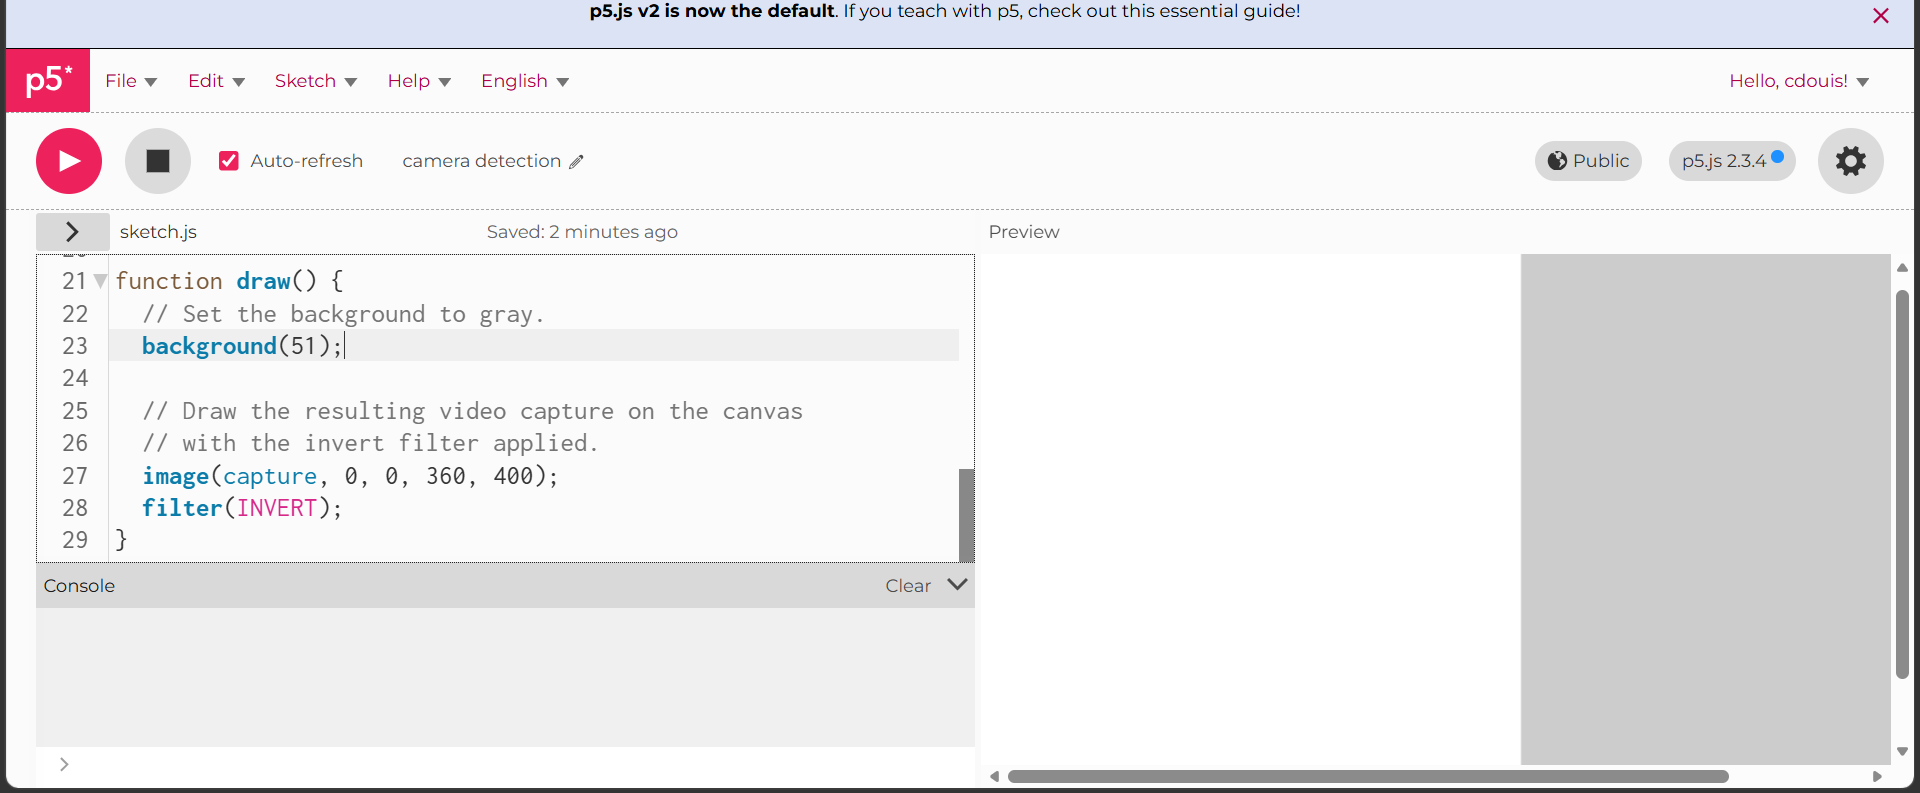 p5.js v2 is now the default. If you teach with p5, check out this essential guide!
p5* File Edit Sketch Help English Hello, cdouis!
Auto-refresh camera detection Public p5.js 2.3.4
sketch.js Saved: 2 minutes ago Preview
21 function draw() {
22 // Set the background to gray.
23 background(51);
24
25 // Draw the resulting video capture on the canvas
26 // with the invert filter applied.
27 image(capture, 0, 0, 360, 400);
28 filter(INVERT);
29 }
Console Clear
>